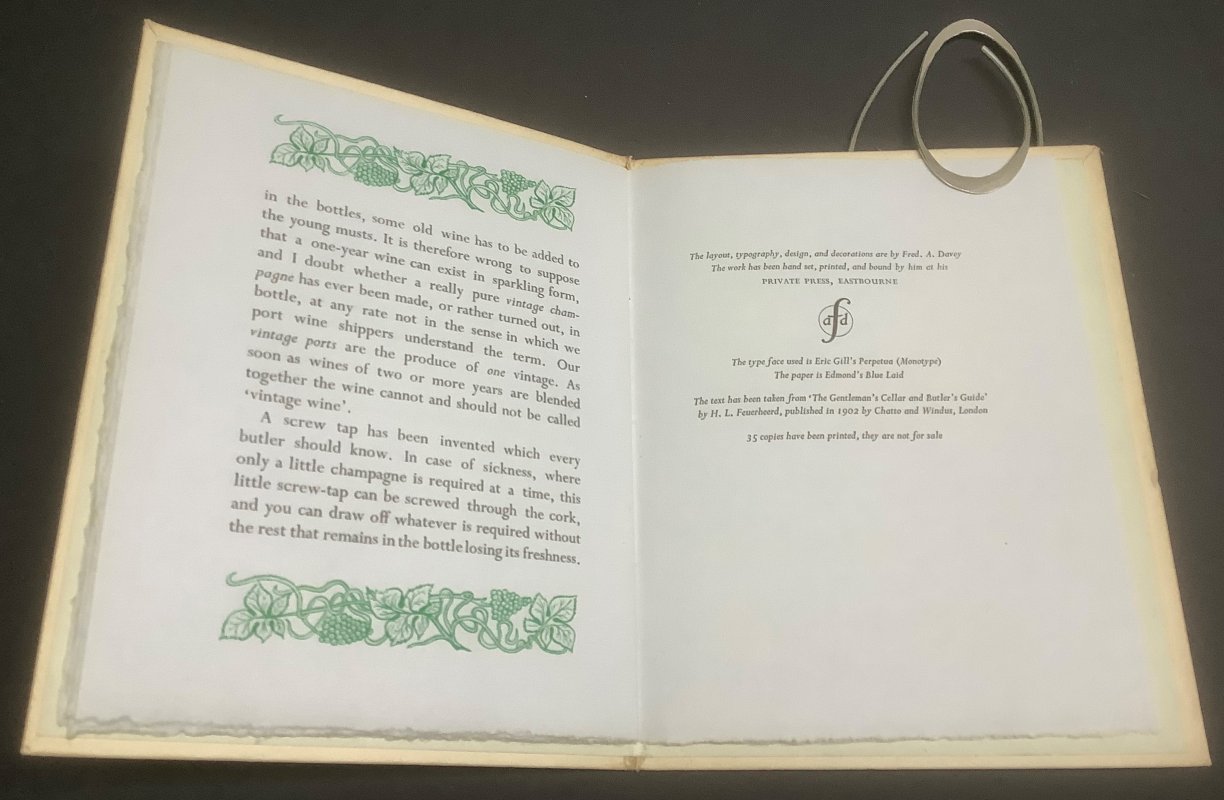 in the bottles, some old wine has to be added to
the young musts. It is therefore wrong to suppose
that a one-year wine can exist in sparkling form,
and I doubt whether a really pure vintage cham-
pagne has ever been made, or rather turned out, in
bottle, at any rate not in the sense in which we
port wine shippers understand the term. Our
vintage ports are the produce of one vintage. As
soon as wines of two or more years are blended
together the wine cannot and should not be called
‘vintage wine’.
A screw tap has been invented which every
butler should know. In case of sickness, where
only a little champagne is required at a time, this
little screw-tap can be screwed through the cork,
and you can draw off whatever is required without
the rest that remains in the bottle losing its freshness.
The layout, typography, design, and decorations are by Fred. A. Davey
The work has been hand set, printed, and bound by him at his
PRIVATE PRESS, EASTBOURNE
afd
The type face used is Eric Gill's Perpetua (Monotype)
The paper is Edmond's Blue Laid
The text has been taken from ‘The Gentleman's Cellar and Butler's Guide’
by H. L. Feuerheerd, published in 1902 by Chatto and Windus, London
35 copies have been printed, they are not for sale